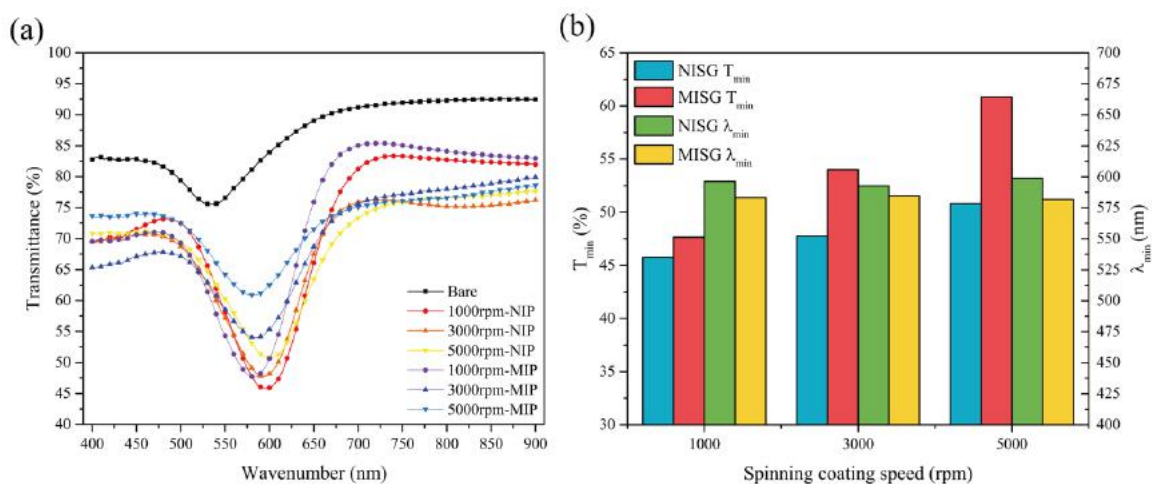 (a)
100
95
90
85
80
75
70
65
60
55
50
45
40
Transmittance (%)
Bare
1000rpm-NIP
3000rpm-NIP
5000rpm-NIP
1000rpm-MIP
3000rpm-MIP
5000rpm-MIP
400 450 500 550 600 650 700 750 800 850 900
Wavenumber (nm)
(b)
65
60
55
50
45
40
35
30
T_min (%)
NISG T_min
MISG T_min
NISG λ_min
MISG λ_min
700
675
650
625
600
575
550
525
500
475
450
425
400
λ_min (nm)
1000 3000 5000
Spinning coating speed (rpm)